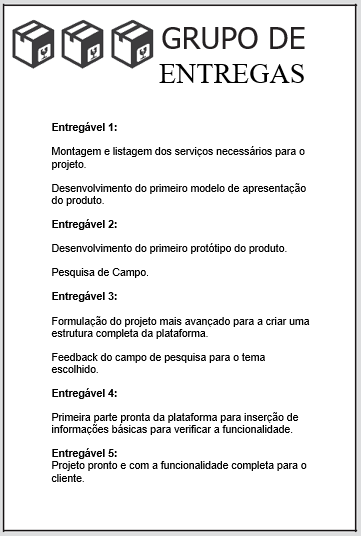 GRUPO DE
ENTREGAS
Entregável 1:
Montagem e listagem dos serviços necessários para o
projeto.
Desenvolvimento do primeiro modelo de apresentação
do produto.
Entregável 2:
Desenvolvimento do primeiro protótipo do produto.
Pesquisa de Campo.
Entregável 3:
Formulação do projeto mais avançado para a criar uma
estrutura completa da plataforma.
Feedback do campo de pesquisa para o tema
escolhido.
Entregável 4:
Primeira parte pronta da plataforma para inserção de
informações básicas para verificar a funcionalidade.
Entregável 5:
Projeto pronto e com a funcionalidade completa para o
cliente.